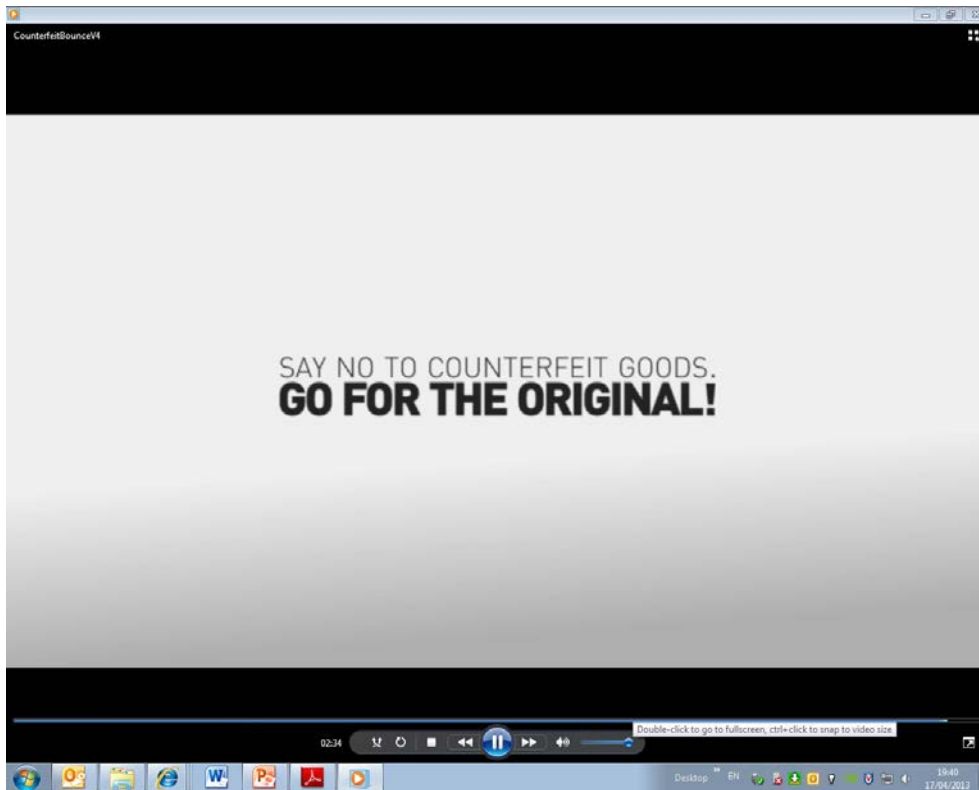 CounterfeitBounceV4
SAY NO TO COUNTERFEIT GOODS.
GO FOR THE ORIGINAL!
Double-click to go to fullscreen, ctrl+click to snap to video size
02:34
Desktop
EN
19:40
17/04/2013